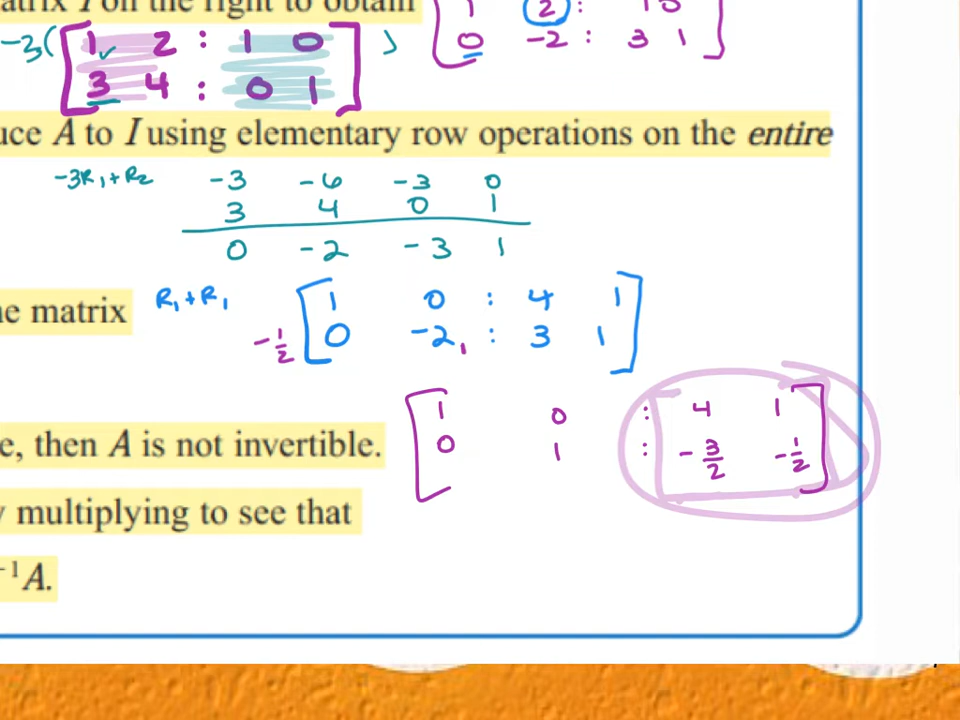 on the right to obtain
1 2 :
-3( [ 1 2 : 1 0 ) 0 -2 : 3 1 ]
3 4 : 0 1 ]
uce A to I using elementary row operations on the entire
-3R₁+R₂ -3 -6 -3 0
3 4 0 1
0 -2 -3 1
ne matrix R₁+R₁ [ 1 0 : 4 1
-1/2 0 -2 1 : 3 1 ]
[ 1 0 : 4 1
0 1 : -3/2 -1/2 ]
e, then A is not invertible.
multiplying to see that
⁻¹A.